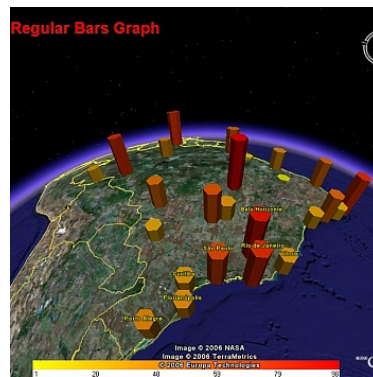 Regular Bars Graph
Belo Horizonte
São Paulo
Rio de Janeiro
Vitória
Curitiba
Florianópolis
Porto Alegre
Image © 2006 NASA
Image © 2006 TerraMetrics
© 2006 Europa Technologies
1 20 40 59 79 98